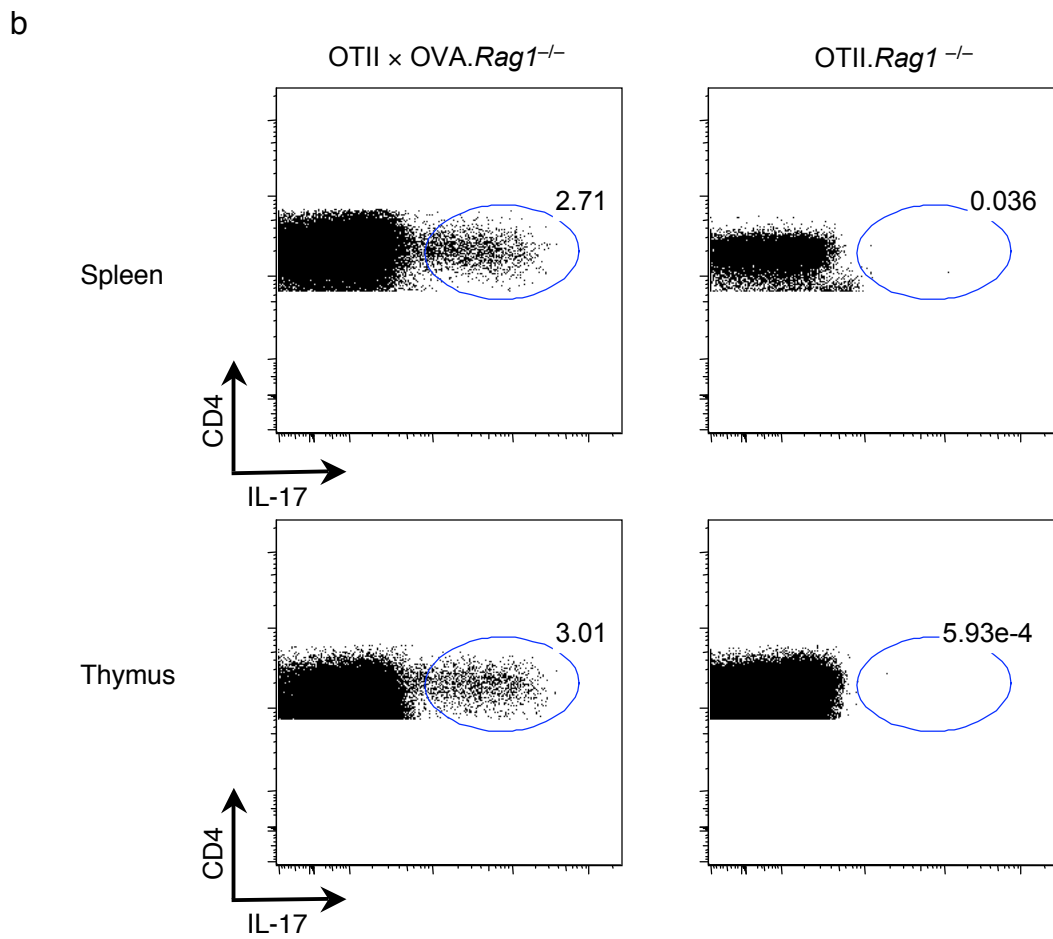 b
OTII × OVA.Rag1–/– OTII.Rag1 –/–
Spleen
2.71
0.036
CD4
IL-17
Thymus
3.01
5.93e-4
CD4
IL-17